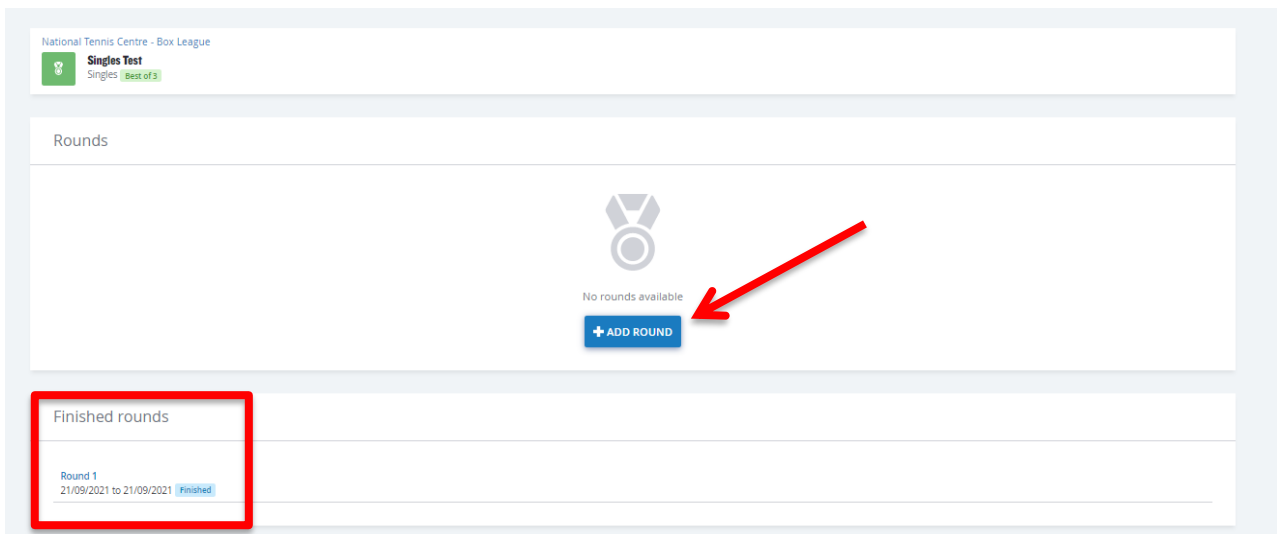 National Tennis Centre - Box League
Singles Test
Singles Best of 3
Rounds
No rounds available
+ ADD ROUND
Finished rounds
Round 1
21/09/2021 to 21/09/2021 Finished